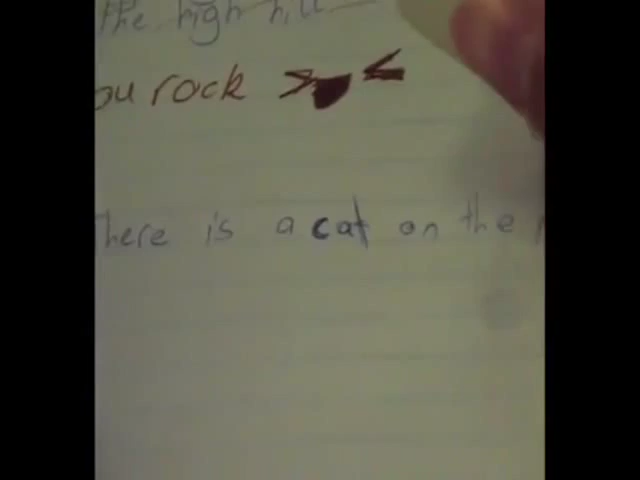 the high hill
ou rock >
here is a cat on the